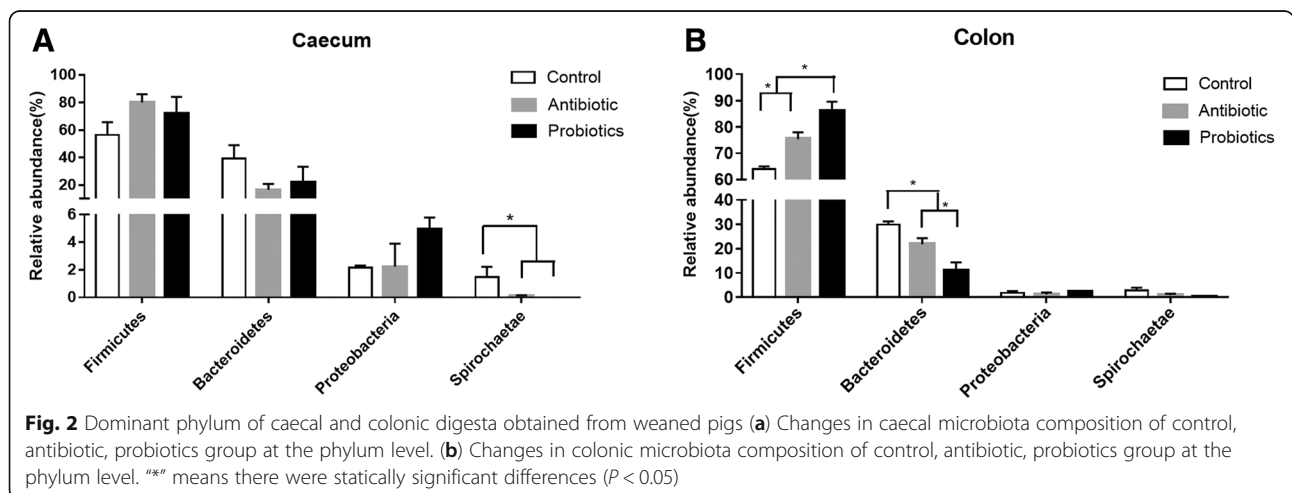 A
Caecum
Relative abundance(%)
100
80
60
40
20
6
4
2
0
*
Control
Antibiotic
Probiotics
Firmicutes
Bacteroidetes
Proteobacteria
Spirochaetae
B
Colon
Relative abundance(%)
100
90
80
70
60
40
30
20
10
0
*
*
*
*
Control
Antibiotic
Probiotics
Firmicutes
Bacteroidetes
Proteobacteria
Spirochaetae
Fig. 2 Dominant phylum of caecal and colonic digesta obtained from weaned pigs (a) Changes in caecal microbiota composition of control,
antibiotic, probiotics group at the phylum level. (b) Changes in colonic microbiota composition of control, antibiotic, probiotics group at the
phylum level. “*” means there were statically significant differences (P < 0.05)